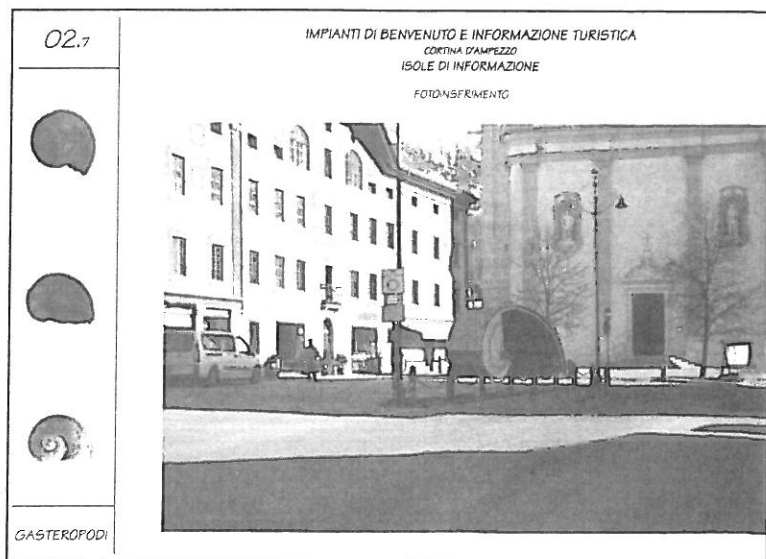 02.7
IMPIANTI DI BENVENUTO E INFORMAZIONE TURISTICA
CORTINA D'AMPEZZO
ISOLE DI INFORMAZIONE
FOTOINSERIMENTO
GASTEROPODI